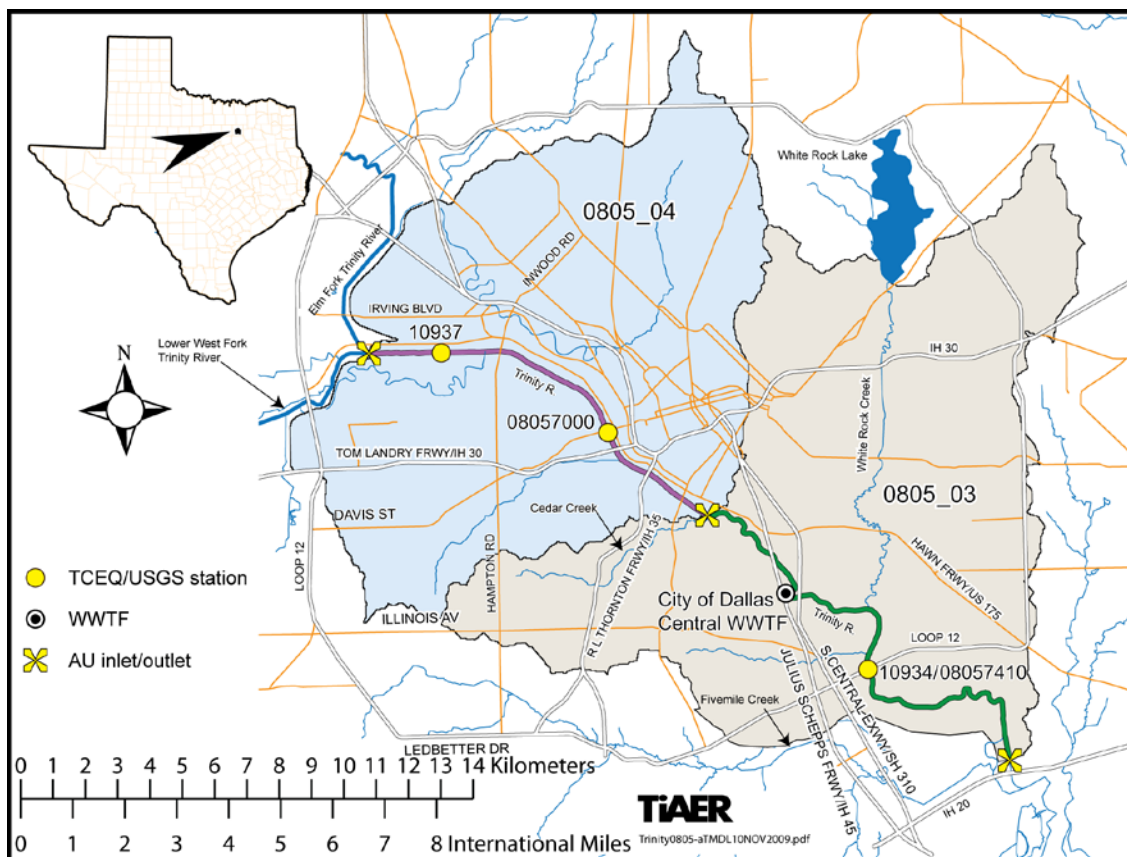 White Rock Lake
0805_04
Elm Fork Trinity River
INWOOD RD
IRVING BLVD
10937
Lower West Fork
Trinity River
N
IH 30
Trinity R.
08057000
White Rock Creek
TOM LANDRY FRWY/IH 30
0805_03
DAVIS ST
Cedar Creek
HAMPTON RD
R L THORNTON FRWY/IH 35
HAWN FRWY/US 175
LOOP 12
TCEQ/USGS station
WWTF
AU inlet/outlet
City of Dallas
Central WWTF
ILLINOIS AV
Trinity R.
LOOP 12
10934/08057410
JULIUS SCHEPPS FRWY/IH 45
S.CENTRAL-EXWY/SH 310
Fivemile Creek
LEDBETTER DR
IH 20
0 1 2 3 4 5 6 7 8 9 10 11 12 13 14 Kilometers
0 1 2 3 4 5 6 7 8 International Miles
TiAER
Trinity0805-aTMDL10NOV2009.pdf